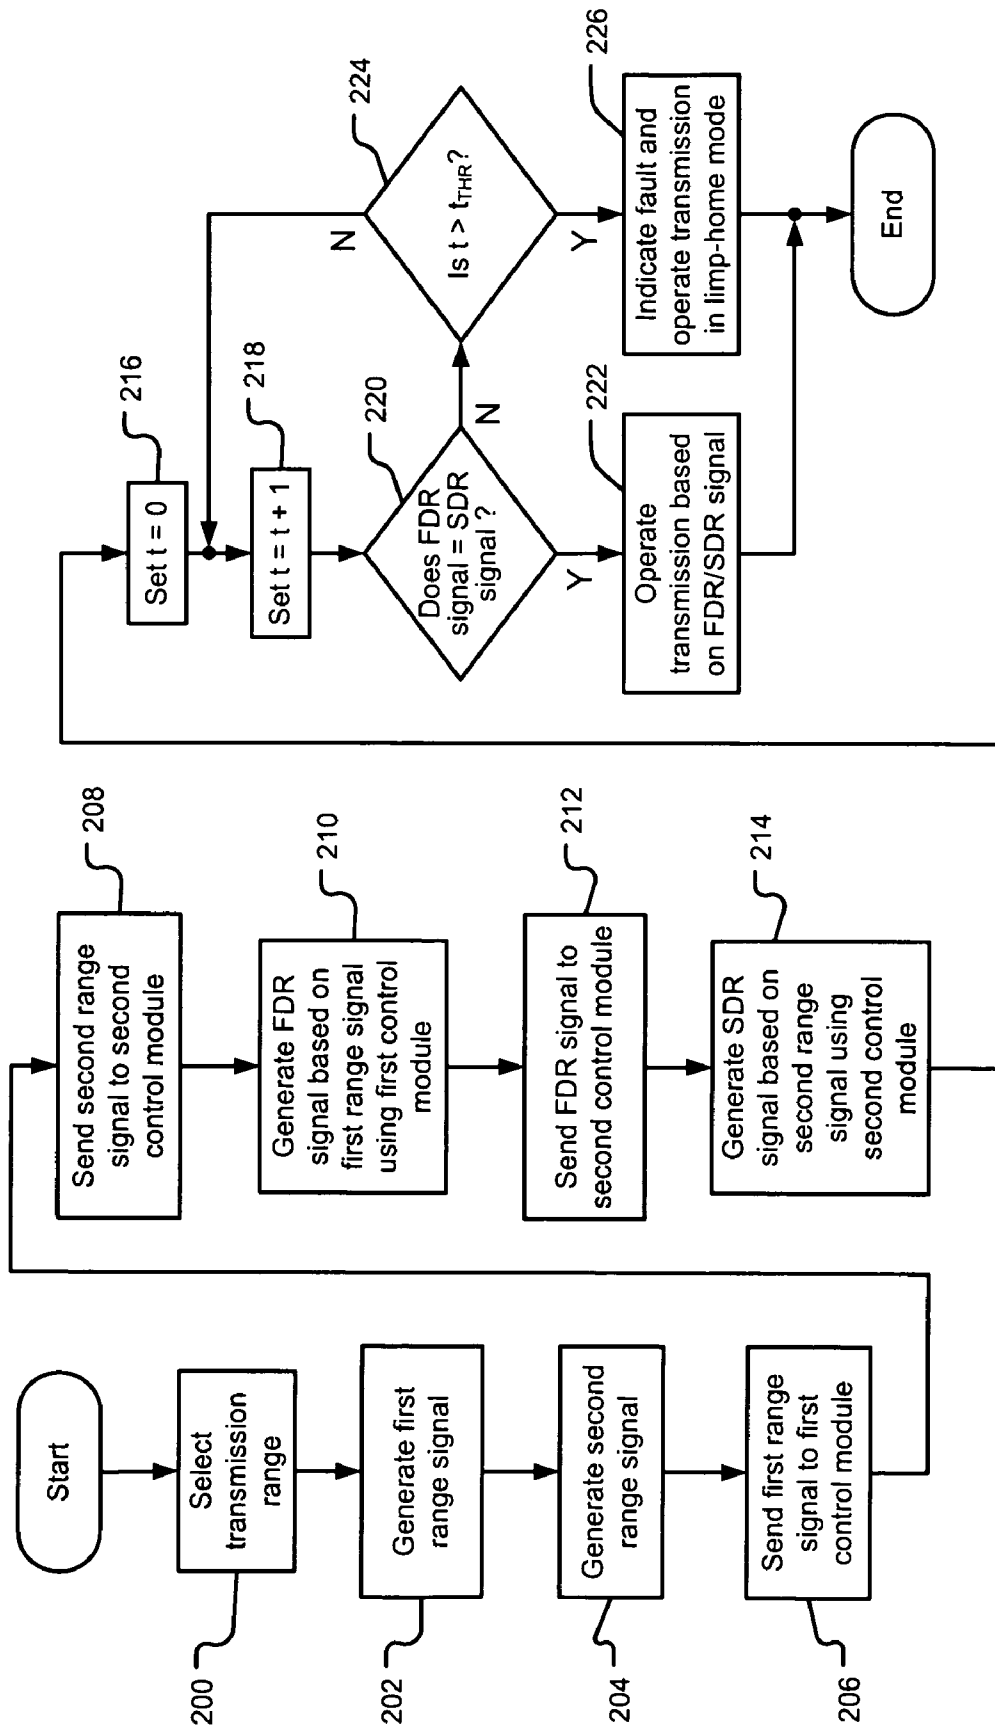 Start
Select
transmission
range
200
Generate first
range signal
202
Generate second
range signal
204
Send first range
signal to first
control module
206
Send second range
signal to second
control module
208
Generate FDR
signal based on
first range signal
using first control
module
210
Send FDR signal to
second control module
212
Generate SDR
signal based on
second range
signal using
second control
module
214
Set t = 0
216
Set t = t + 1
218
Does FDR
signal = SDR
signal ?
220
N
Y
Operate
transmission based
on FDR/SDR signal
222
Is t > tTHR?
224
N
Y
Indicate fault and
operate transmission
in limp-home mode
226
End